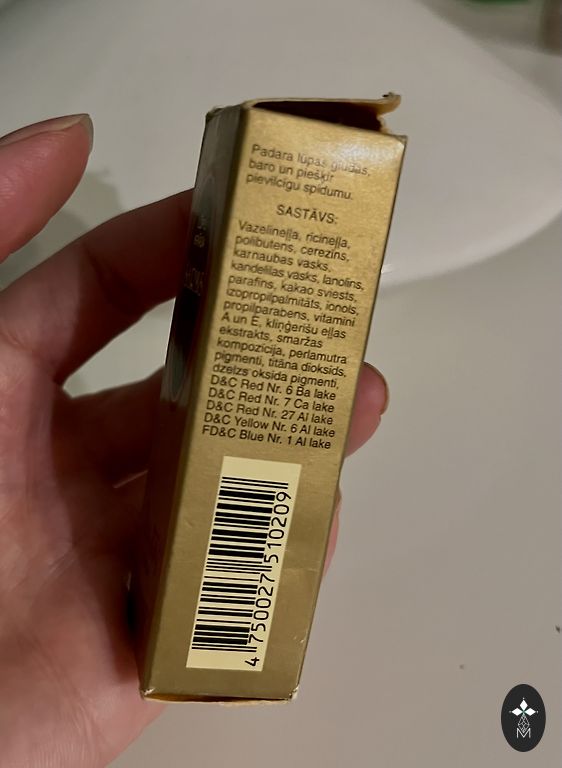 Padara lūpas gludas,
baro un piešķir
pievilcīgu spīdumu.
SASTĀVS:
Vazelīneļļa, ricīneļļa,
polibutens, cerezīns,
karnaubas vasks,
kandelilas vasks, lanolīns,
parafīns, kakao sviests,
izopropilpalmitāts, ionols,
propilparabens, vitamīni
A un E, kliņģerīšu eļļas
ekstrakts, smaržas
kompozīcija, perlamutra
pigmenti, titāna dioksīds,
dzelzs oksīda pigmenti,
D&C Red Nr. 6 Ba lake
D&C Red Nr. 7 Ca lake
D&C Red Nr. 27 Al lake
D&C Yellow Nr. 6 Al lake
FD&C Blue Nr. 1 Al lake
4 750027 510209
M